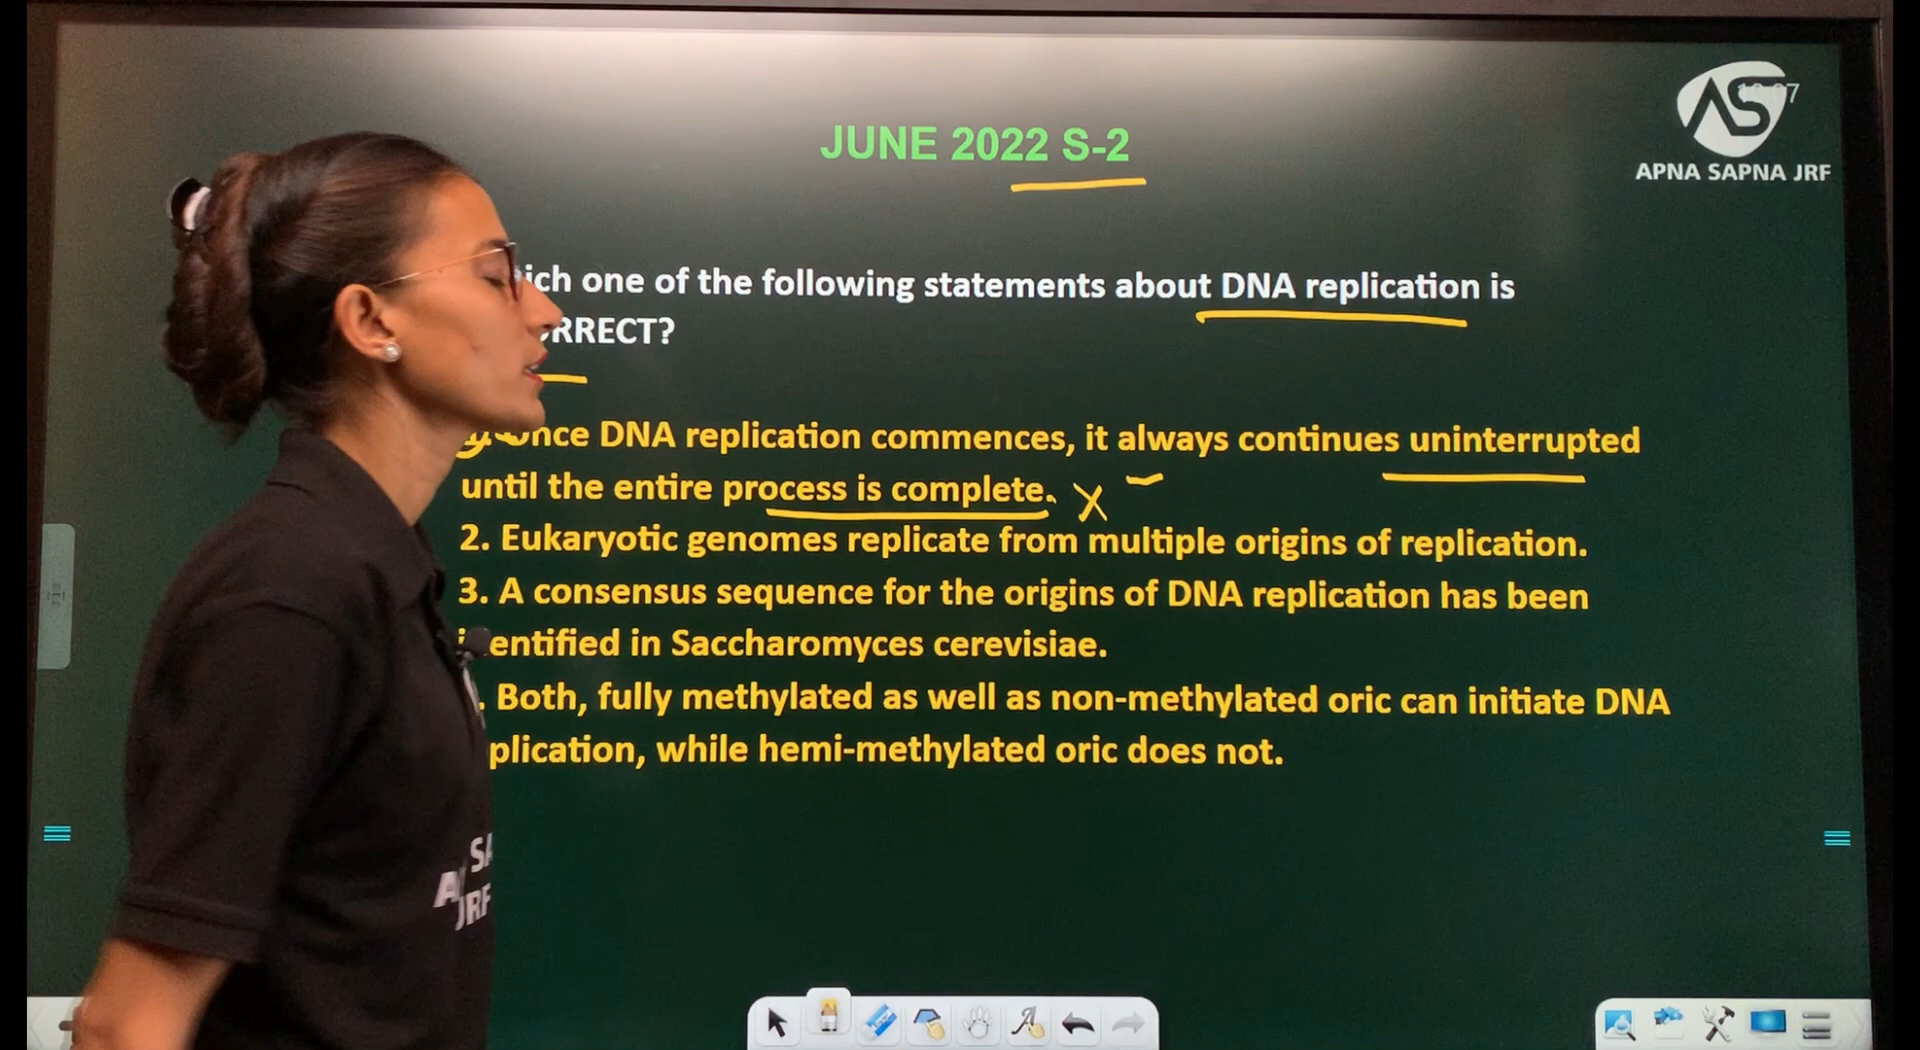 JUNE 2022 S-2
APNA SAPNA JRF
ich one of the following statements about DNA replication is
RRECT?
Once DNA replication commences, it always continues uninterrupted
until the entire process is complete. X
2. Eukaryotic genomes replicate from multiple origins of replication.
3. A consensus sequence for the origins of DNA replication has been
entified in Saccharomyces cerevisiae.
. Both, fully methylated as well as non-methylated oric can initiate DNA
plication, while hemi-methylated oric does not.